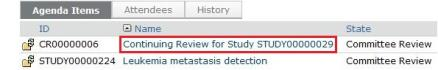 Agenda Items Attendees History
ID Name State
CR00000006 Continuing Review for Study STUDY00000029 Committee Review
STUDY00000224 Leukemia metastasis detection Committee Review